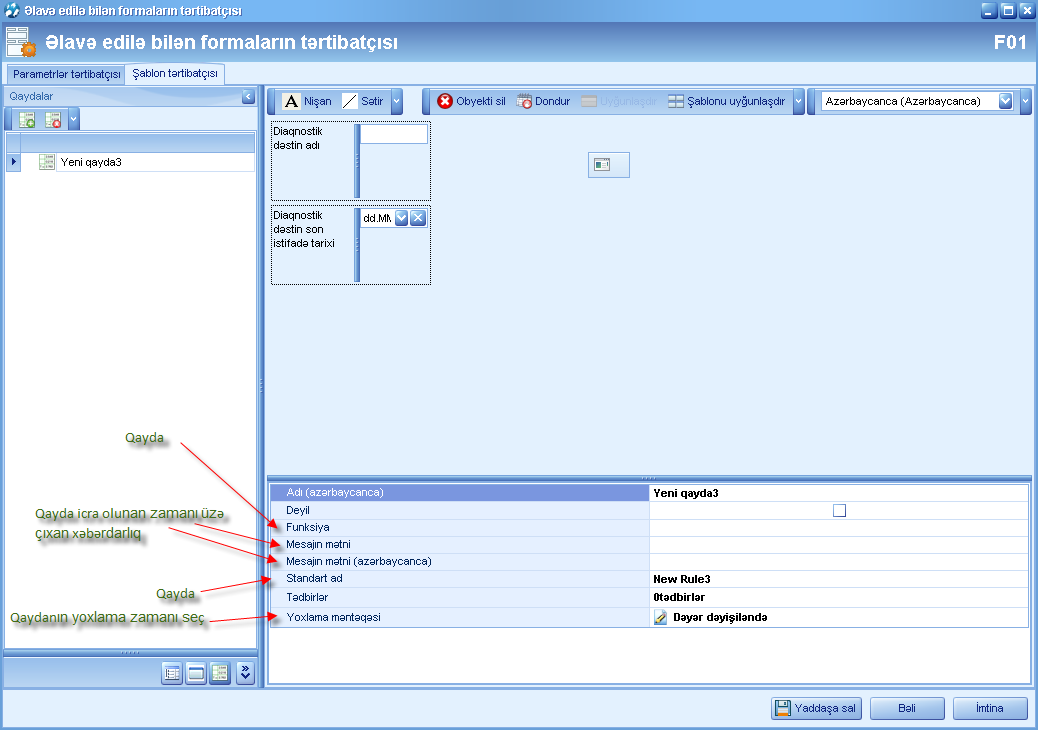 Əlavə edilə bilən formaların tərtibatçısı
Əlavə edilə bilən formaların tərtibatçısı
F01
Parametrlər tərtibatçısı
Şablon tərtibatçısı
Qaydalar
Nişan
Sətir
Obyekti sil
Dondur
Uyğunlaşdır
Şablonu uyğunlaşdır
Azərbaycanca (Azərbaycanca)
Yeni qayda3
Diaqnostik
dəstin adı
Diaqnostik
dəstin son
istifadə tarixi
dd.MM
Qayda
Qayda icra olunan zamanı üzə
çıxan xəbərdarlıq
Qayda
Qaydanın yoxlama zamanı seç
Adı (azərbaycanca)
Yeni qayda3
Deyil
Funksiya
Mesajın mətni
Mesajın mətni (azərbaycanca)
Standart ad
New Rule3
Tədbirlər
0tədbirlər
Yoxlama məntəqəsi
Dəyər dəyişiləndə
Yaddaşa sal
Bəli
İmtina